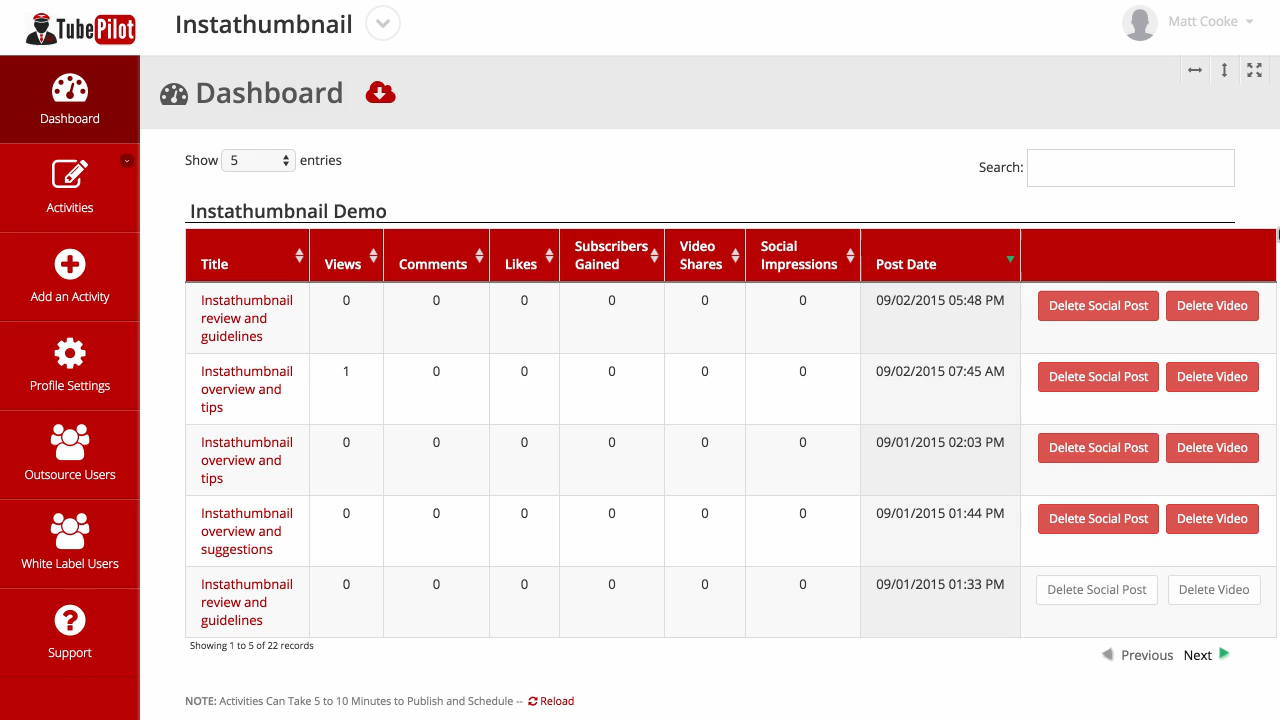 TubePilot
Instathumbnail
Matt Cooke
Dashboard
Activities
Add an Activity
Profile Settings
Outsource Users
White Label Users
Support
Dashboard
Show 5 entries
Search:
Instathumbnail Demo
Title Views Comments Likes Subscribers Gained Video Shares Social Impressions Post Date
Instathumbnail review and guidelines 0 0 0 0 0 0 09/02/2015 05:48 PM Delete Social Post Delete Video
Instathumbnail overview and tips 1 0 0 0 0 0 09/02/2015 07:45 AM Delete Social Post Delete Video
Instathumbnail overview and tips 0 0 0 0 0 0 09/01/2015 02:03 PM Delete Social Post Delete Video
Instathumbnail overview and suggestions 0 0 0 0 0 0 09/01/2015 01:44 PM Delete Social Post Delete Video
Instathumbnail review and guidelines 0 0 0 0 0 0 09/01/2015 01:33 PM Delete Social Post Delete Video
Showing 1 to 5 of 22 records
Previous Next
NOTE: Activities Can Take 5 to 10 Minutes to Publish and Schedule -- Reload